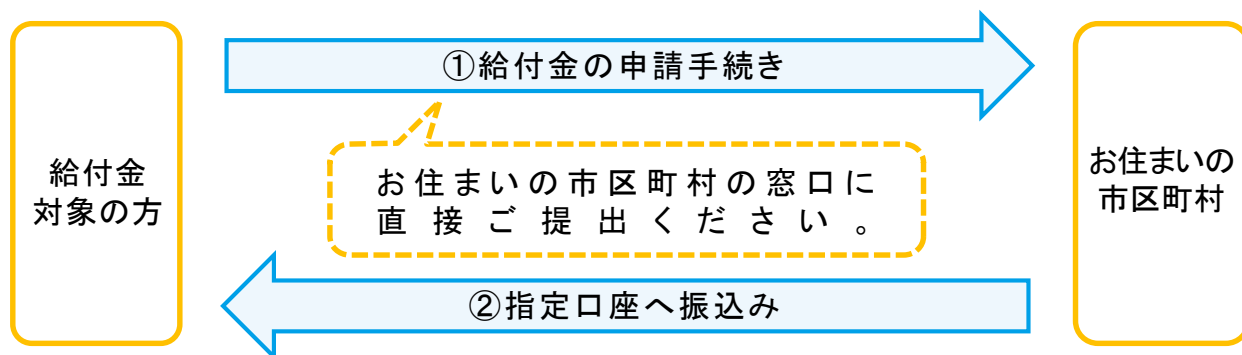 ①給付金の申請手続き
給付金
対象の方
お住まいの市区町村の窓口に
直接ご提出ください。
お住まいの
市区町村
②指定口座へ振込み